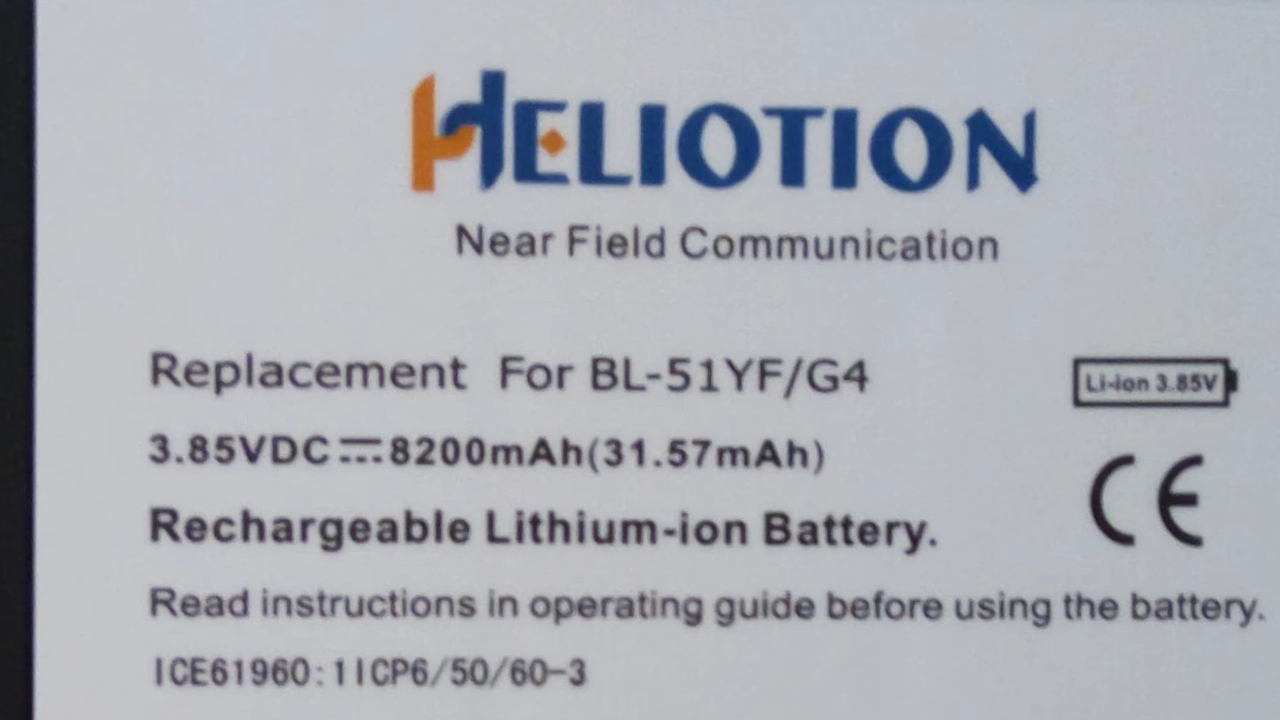 HELIOTION
Near Field Communication
Replacement For BL-51YF/G4
Li-ion 3.85V
3.85VDC⎓8200mAh(31.57mAh)
Rechargeable Lithium-ion Battery.
CE
Read instructions in operating guide before using the battery.
ICE61960:1ICP6/50/60-3